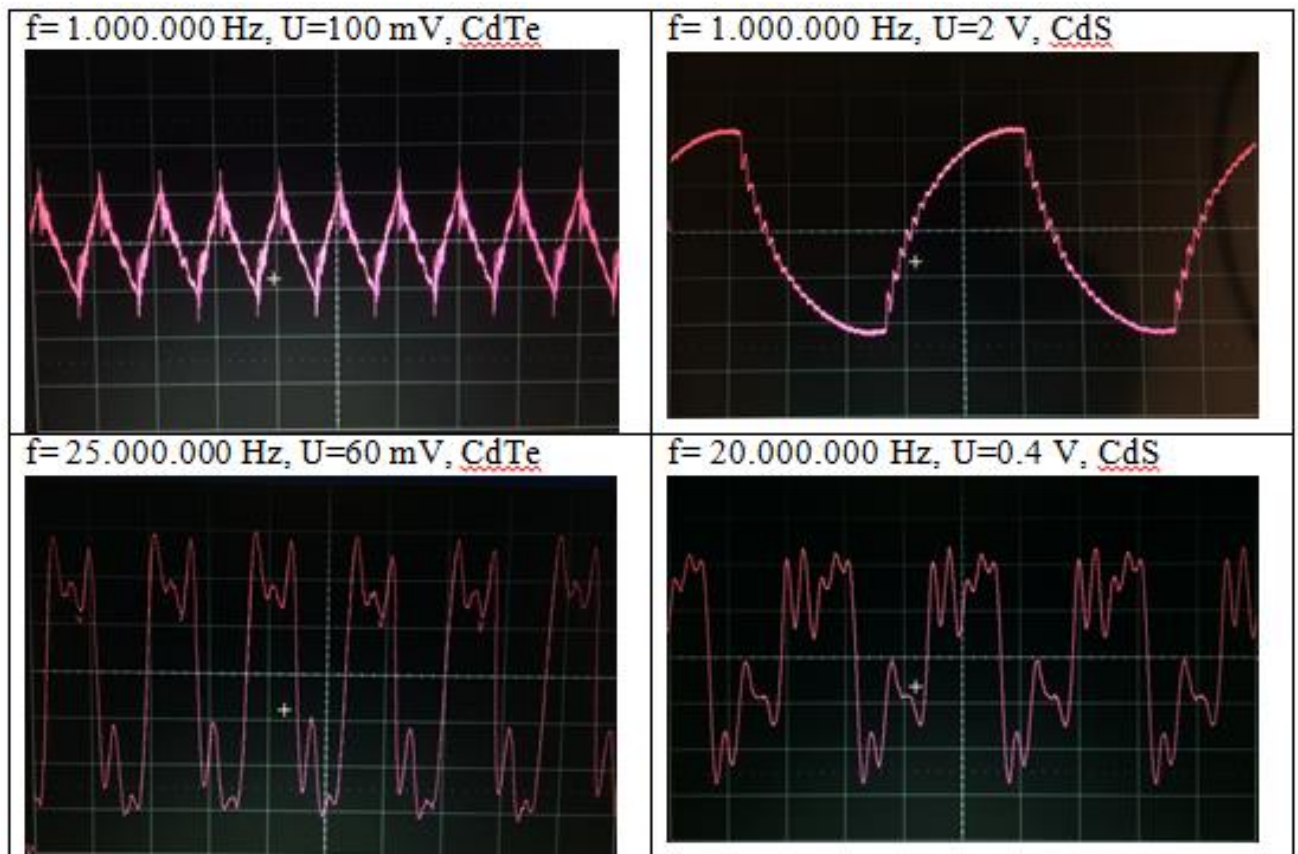 f= 1.000.000 Hz, U=100 mV, CdTe
f= 1.000.000 Hz, U=2 V, CdS
f= 25.000.000 Hz, U=60 mV, CdTe
f= 20.000.000 Hz, U=0.4 V, CdS